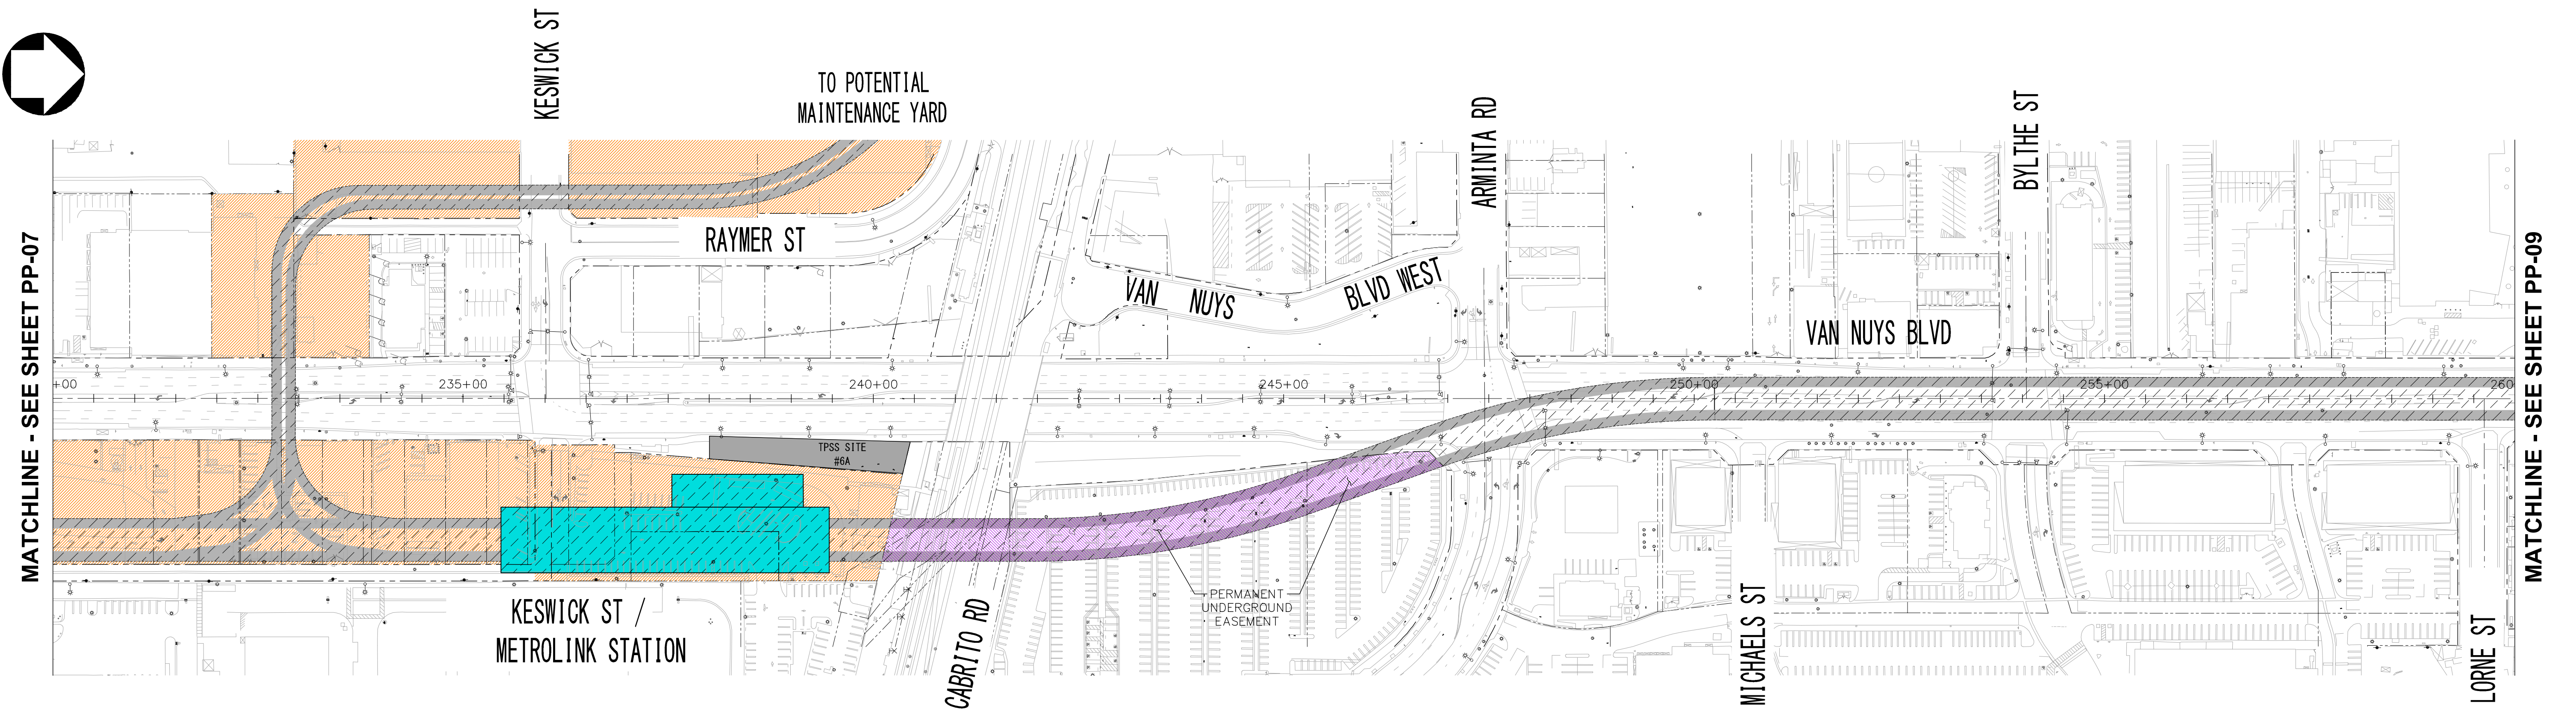 KESWICK ST
TO POTENTIAL
MAINTENANCE YARD
ARMINTA RD
BYLTHE ST
RAYMER ST
VAN NUYS
BLVD WEST
VAN NUYS BLVD
MATCHLINE - SEE SHEET PP-07
MATCHLINE - SEE SHEET PP-09
+00
235+00
240+00
245+00
250+00
255+00
260
TPSS SITE
#6A
PERMANENT
UNDERGROUND
EASEMENT
KESWICK ST /
METROLINK STATION
CABRITO RD
MICHAELS ST
LORNE ST